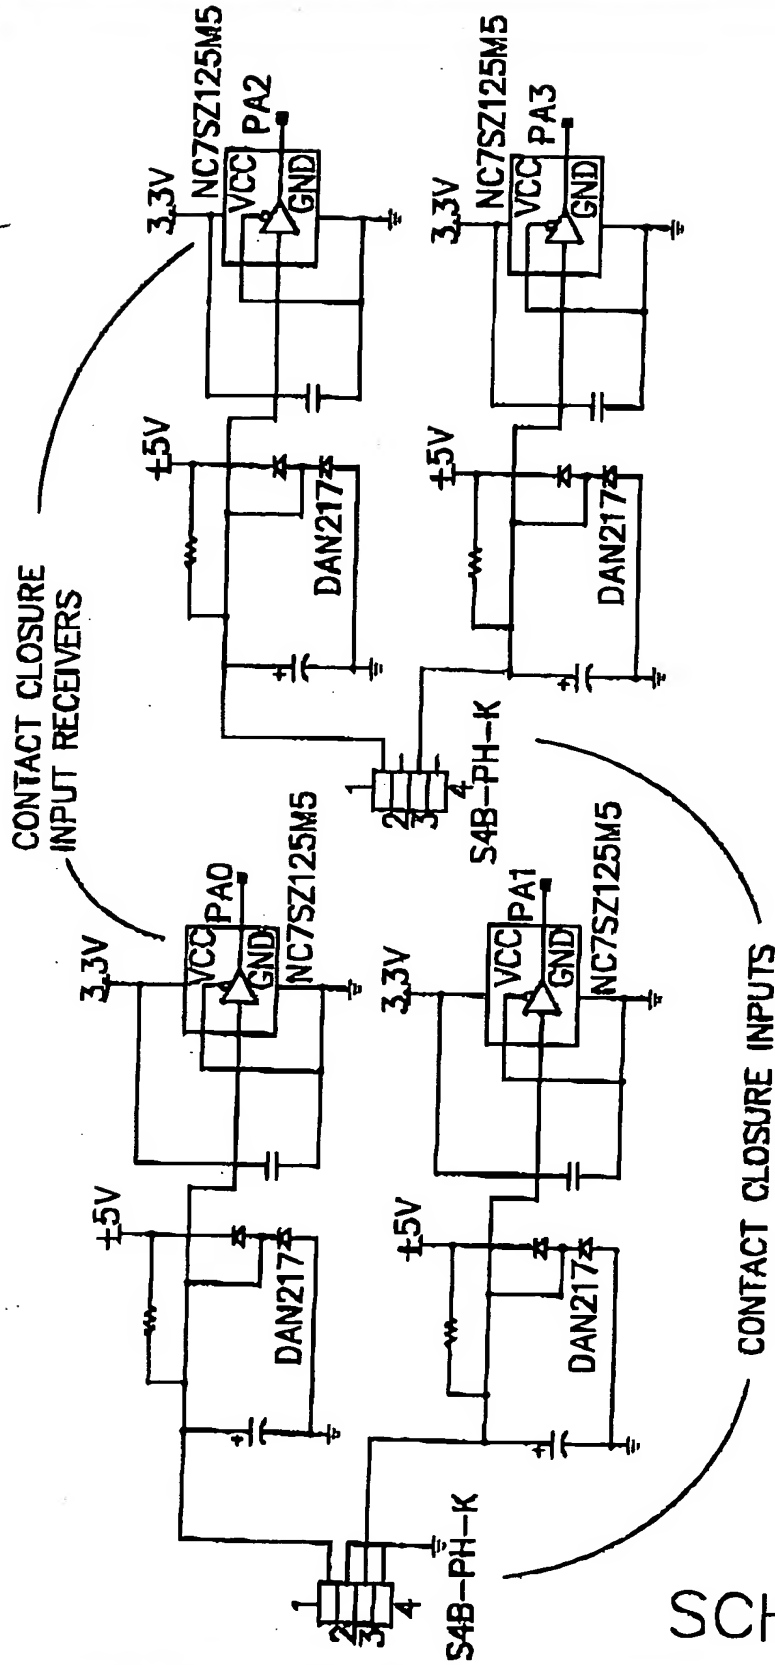 CONTACT CLOSURE
INPUT RECEIVERS
3.3V
NC7SZ125M5
VCC
PA2
GND
+5V
DAN217
3.3V
NC7SZ125M5
VCC
PA3
GND
+5V
DAN217
1
2
3
4
S4B-PH-K
3.3V
VCC
PA0
GND
NC7SZ125M5
+5V
DAN217
3.3V
VCC
PA1
GND
NC7SZ125M5
+5V
DAN217
1
2
3
4
S4B-PH-K
CONTACT CLOSURE INPUTS